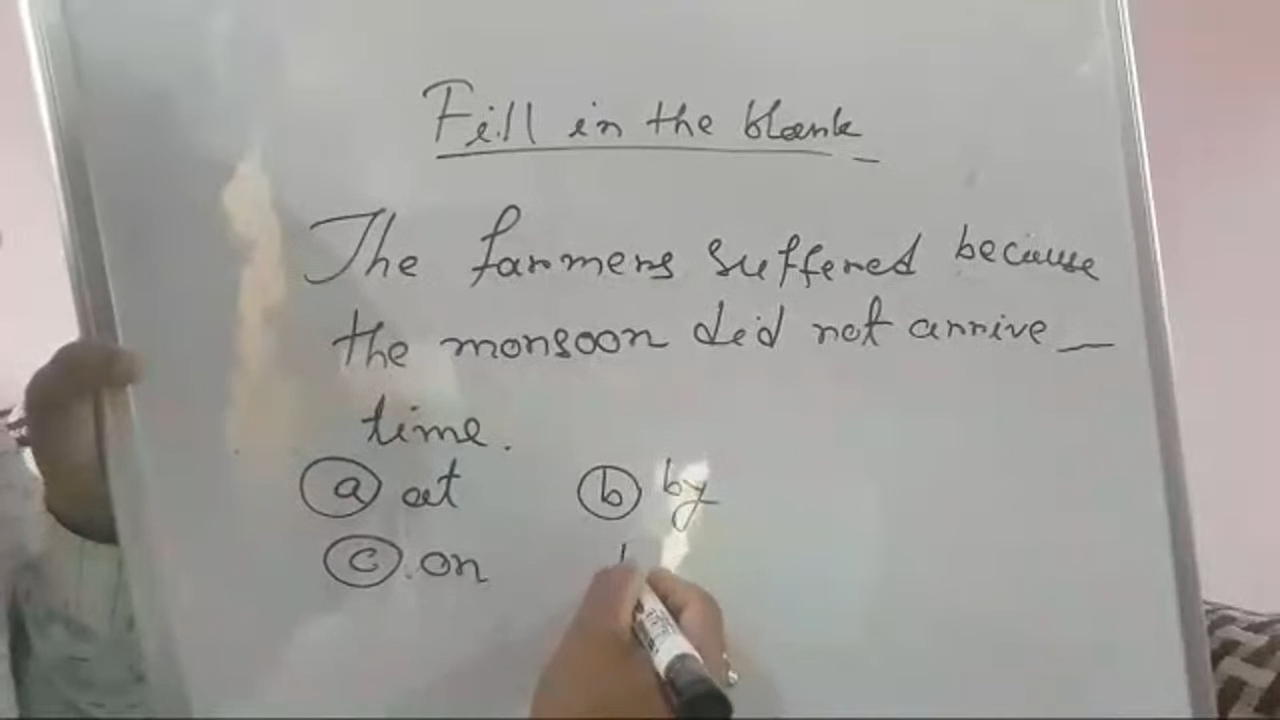 Fill in the blank
The farmers suffered because
the monsoon did not arrive _
time.
(a) at (b) by
(c) on